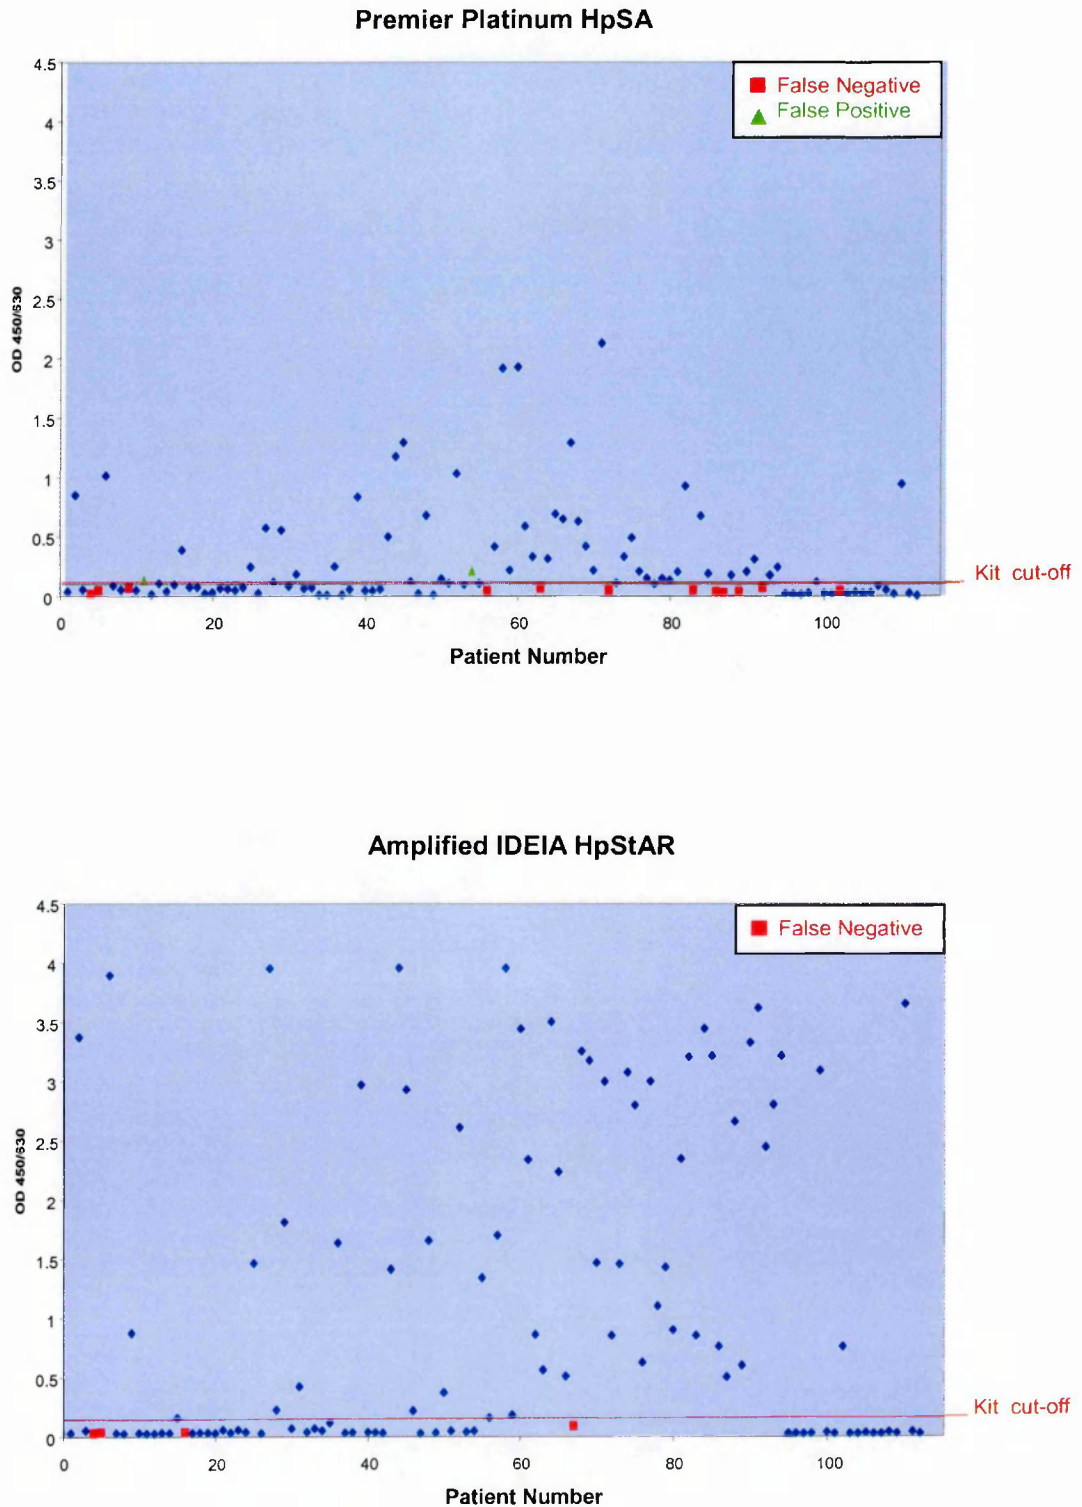 Premier Platinum HpSA
4.5
4
3.5
3
2.5
2
1.5
1
0.5
0
OD 450/630
False Negative
False Positive
Kit cut-off
0 20 40 60 80 100
Patient Number
Amplified IDEIA HpStAR
4.5
4
3.5
3
2.5
2
1.5
1
0.5
0
OD 450/630
False Negative
Kit cut-off
0 20 40 60 80 100
Patient Number